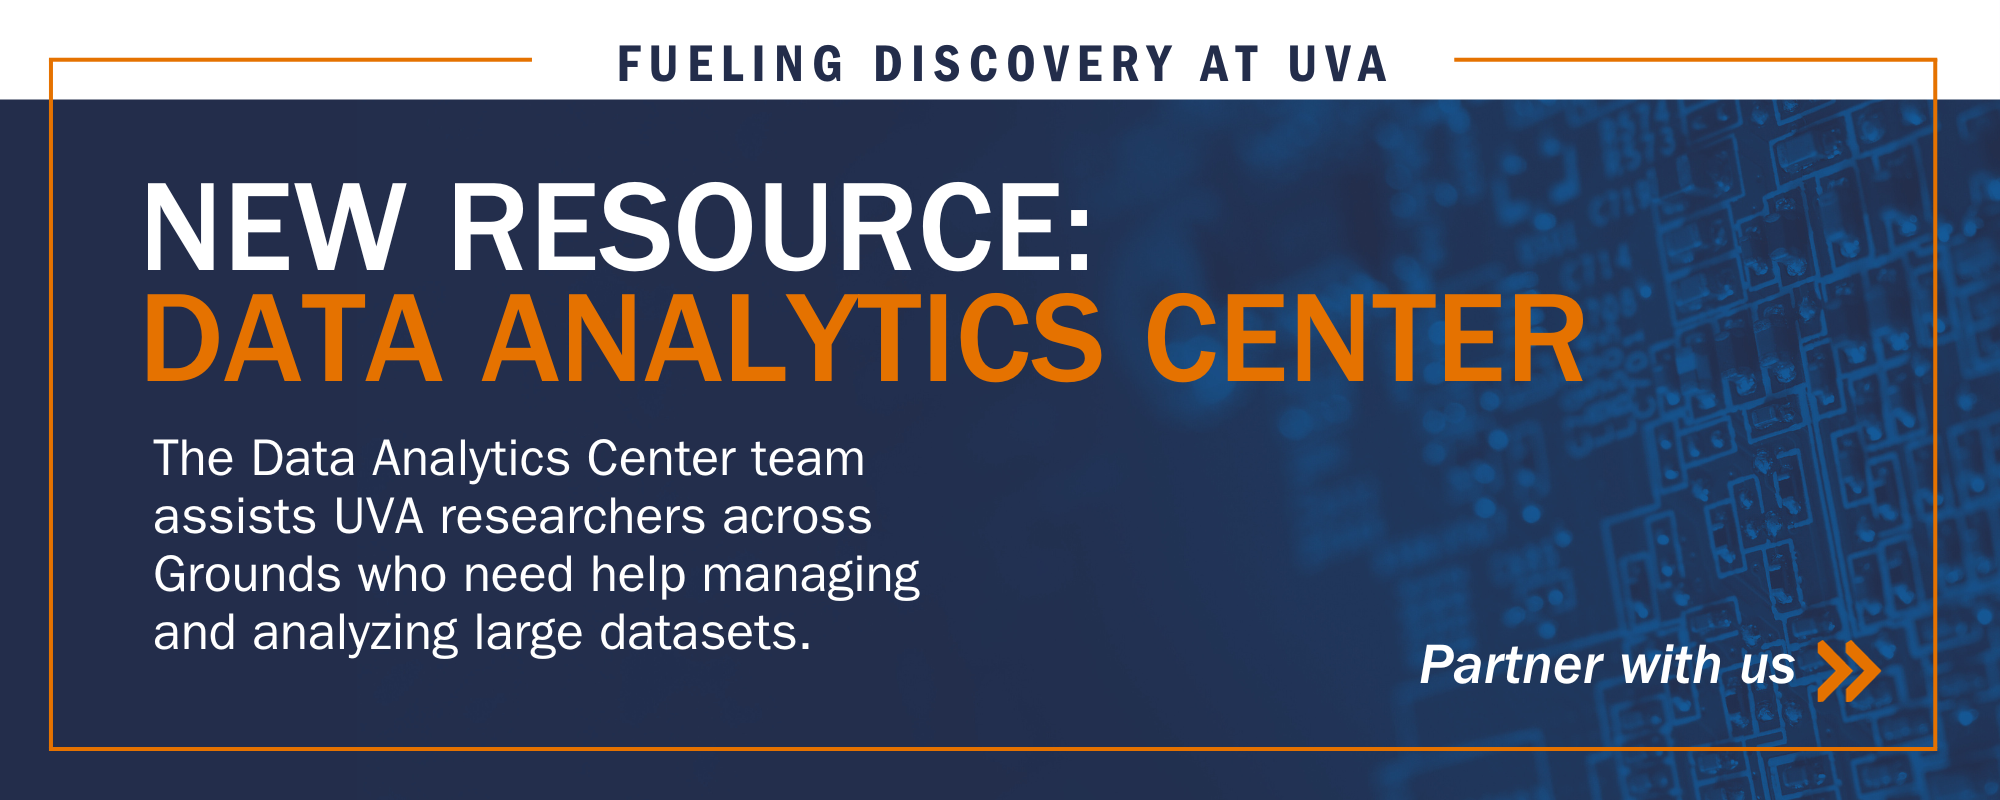 FUELING DISCOVERY AT UVA
NEW RESOURCE:
DATA ANALYTICS CENTER
The Data Analytics Center team
assists UVA researchers across
Grounds who need help managing
and analyzing large datasets.
Partner with us